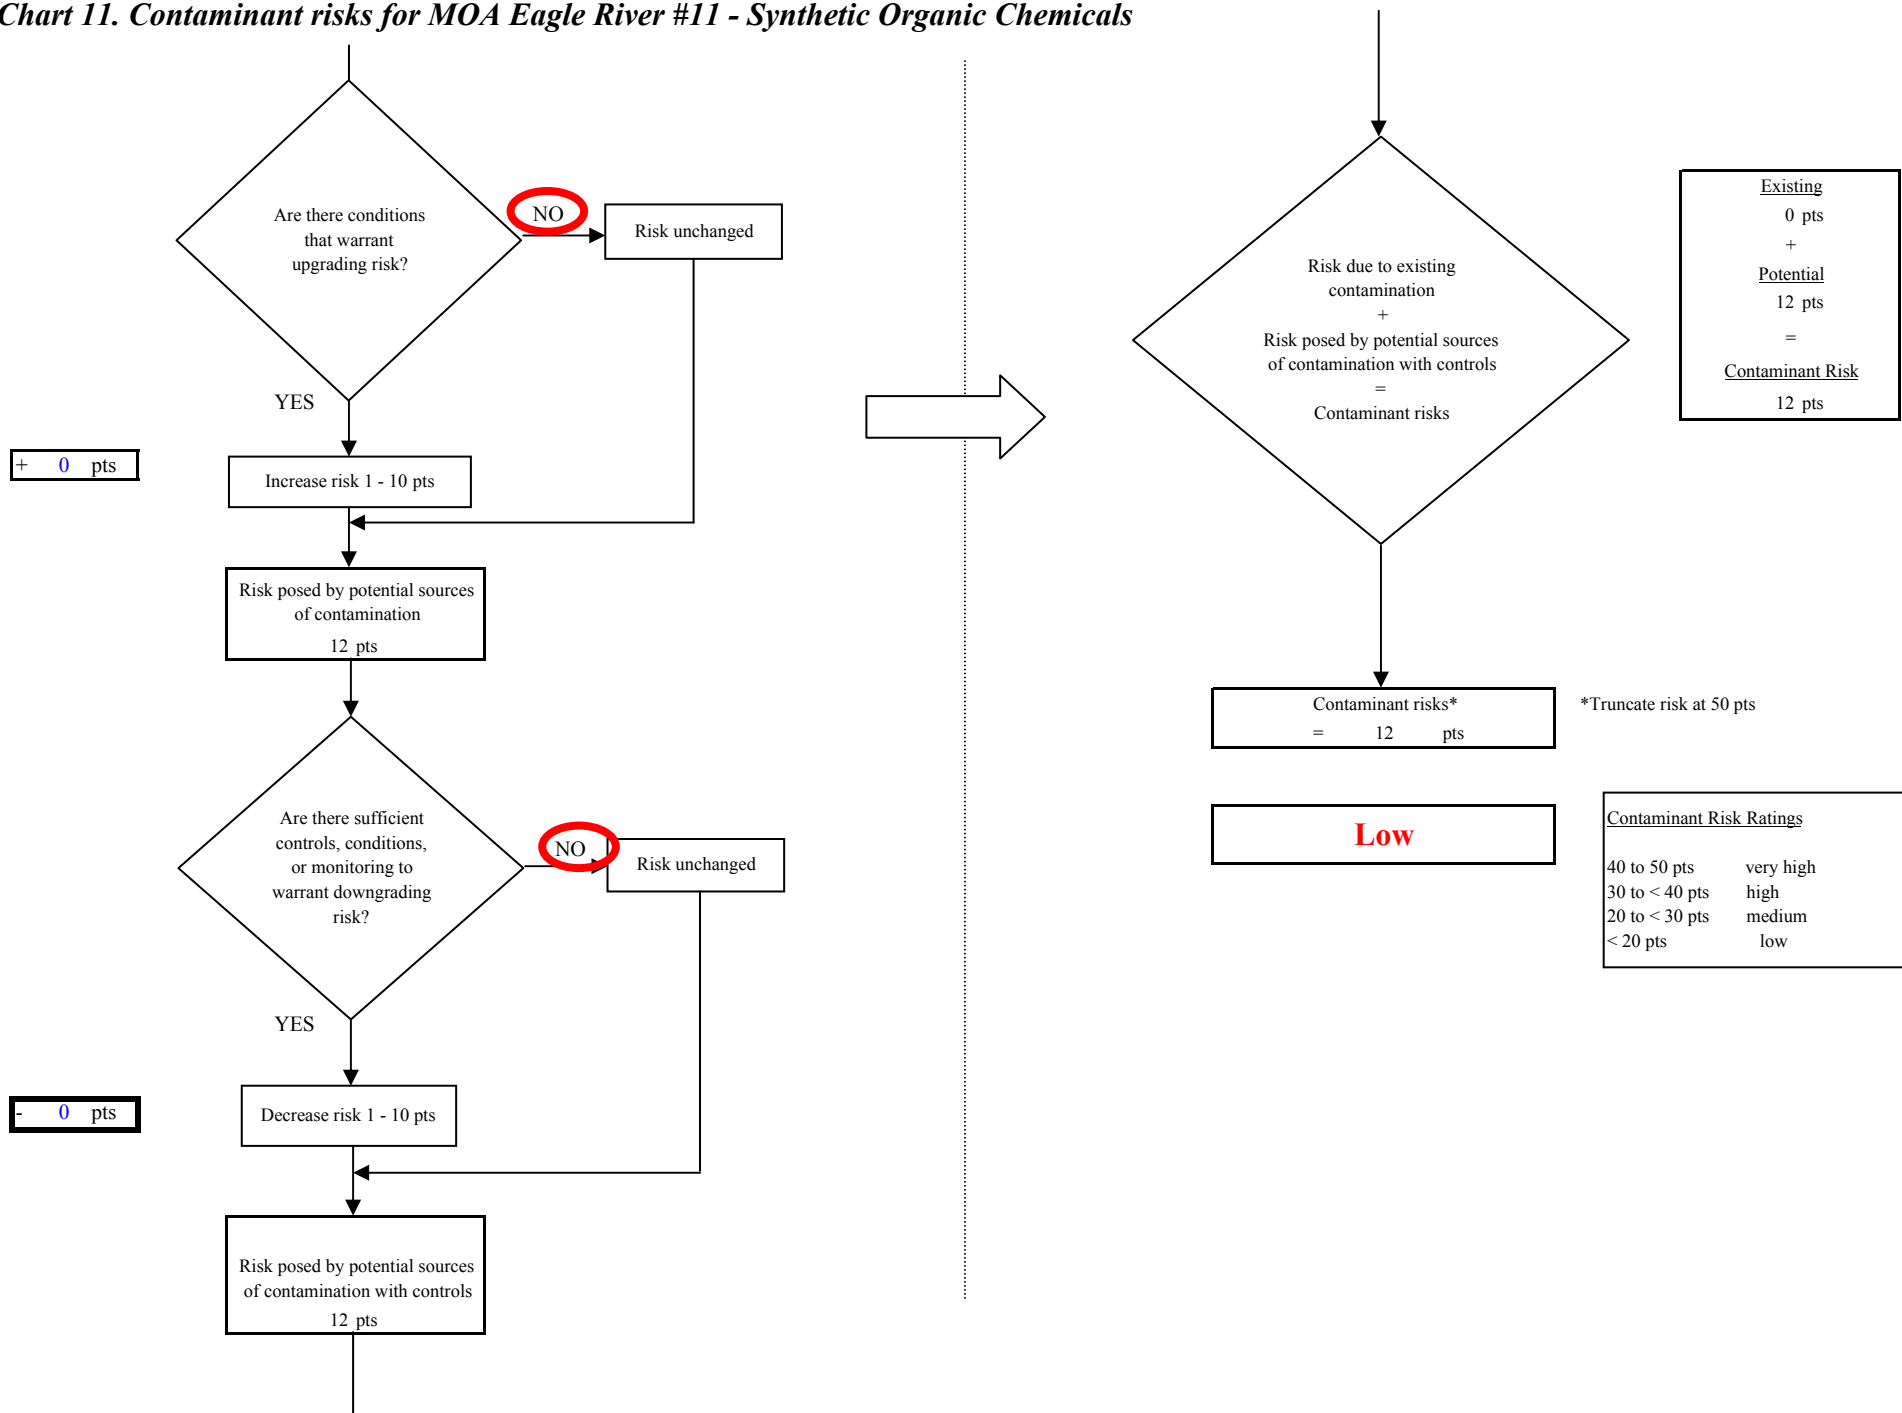 Chart 11. Contaminant risks for MOA Eagle River #11 - Synthetic Organic Chemicals
Are there conditions
that warrant
upgrading risk?
NO
Risk unchanged
YES
+ 0 pts
Increase risk 1 - 10 pts
Risk posed by potential sources
of contamination
12 pts
Are there sufficient
controls, conditions,
or monitoring to
warrant downgrading
risk?
NO
Risk unchanged
YES
- 0 pts
Decrease risk 1 - 10 pts
Risk posed by potential sources
of contamination with controls
12 pts
Risk due to existing
contamination
+
Risk posed by potential sources
of contamination with controls
=
Contaminant risks
Existing
0 pts
+
Potential
12 pts
=
Contaminant Risk
12 pts
Contaminant risks*
= 12 pts
*Truncate risk at 50 pts
Low
Contaminant Risk Ratings
40 to 50 pts very high
30 to < 40 pts high
20 to < 30 pts medium
< 20 pts low